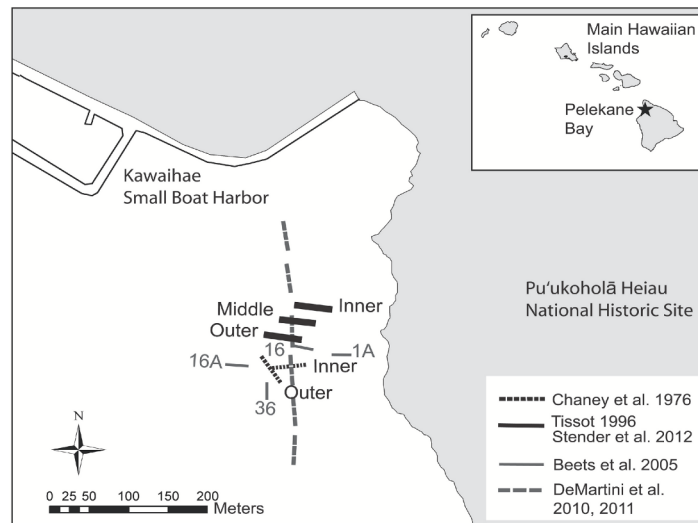 Main Hawaiian
Islands
Pelekane
Bay
Kawaihae
Small Boat Harbor
Pu‘ukoholā Heiau
National Historic Site
Middle
Inner
Outer
16
1A
16A
Inner
Outer
36
N
0 25 50 100 150 200
Meters
Chaney et al. 1976
Tissot 1996
Stender et al. 2012
Beets et al. 2005
DeMartini et al.
2010, 2011